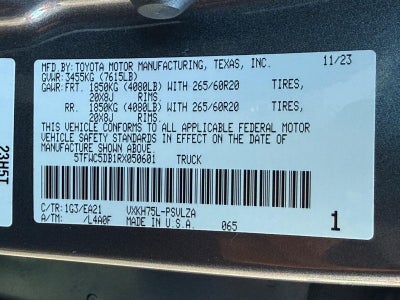 MFD.BY:TOYOTA MOTOR MANUFACTURING, TEXAS, INC. 11/23
GVWR: 3455KG (7615LB)
GAWR: FRT. 1850KG (4080LB) WITH 265/60R20 TIRES,
20X8J RIMS.
RR. 1850KG (4080LB) WITH 265/60R20 TIRES,
20X8J RIMS.
THIS VEHICLE CONFORMS TO ALL APPLICABLE FEDERAL MOTOR
VEHICLE SAFETY STANDARDS IN EFFECT ON THE DATE OF
MANUFACTURE SHOWN ABOVE.
5TFWC5DB1RX050601 TRUCK
C/TR:1G3/EA21 VXKH75L-PSVLZA
A/TM: /L4A0F MADE IN U.S.A. 065 1
23H5T